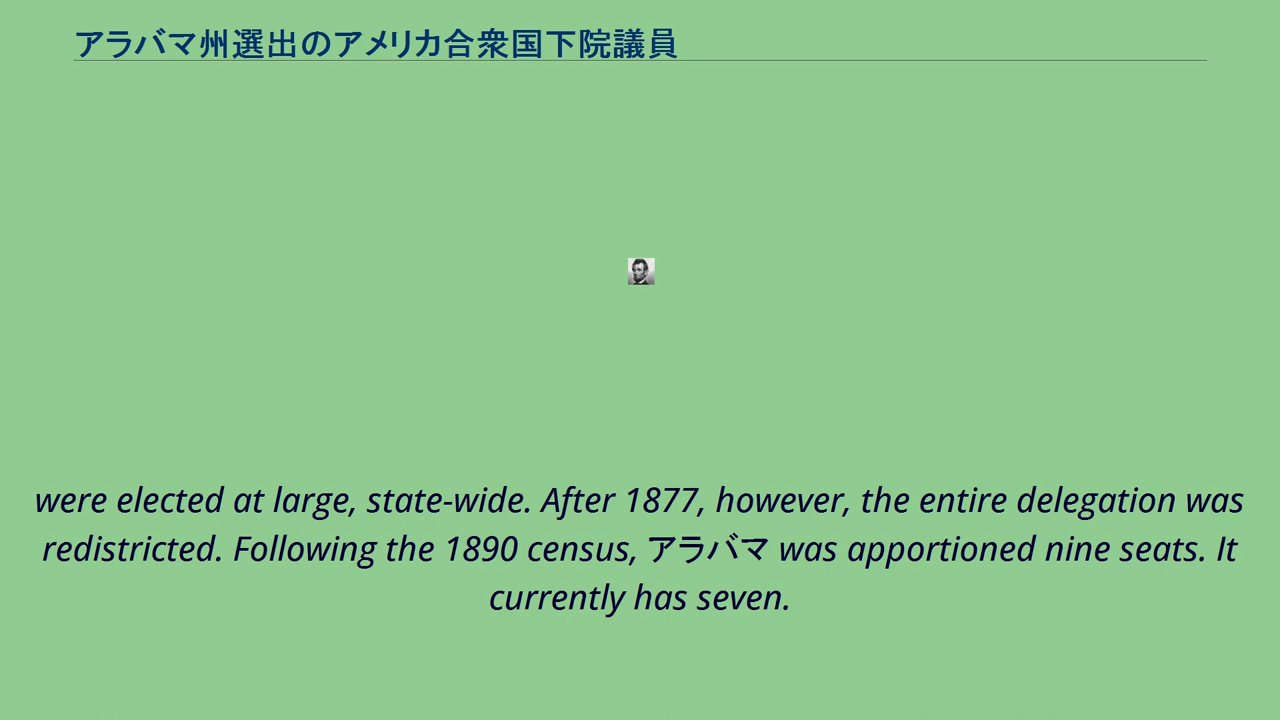 アラバマ州選出のアメリカ合衆国下院議員
were elected at large, state-wide. After 1877, however, the entire delegation was
redistricted. Following the 1890 census, アラバマ was apportioned nine seats. It
currently has seven.